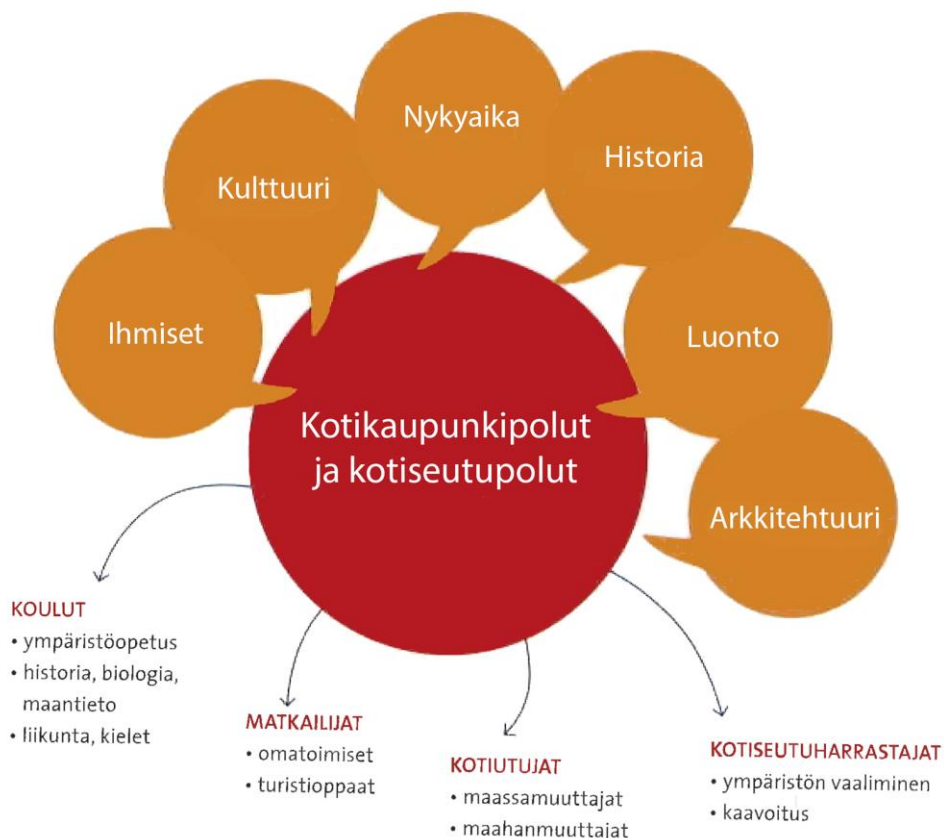 Nykyaika
Historia
Kulttuuri
Ihmiset
Luonto
Kotikaupunkipolut
ja kotiseutupolut
Arkkitehtuuri
KOULUT
• ympäristöopetus
• historia, biologia,
maantieto
• liikunta, kielet
MATKAILIJAT
• omatoimiset
• turistioppaat
KOTIUTUJAT
• maassamuuttajat
• maahanmuuttajat
KOTISEUTUHARRASTAJAT
• ympäristön vaaliminen
• kaavoitus